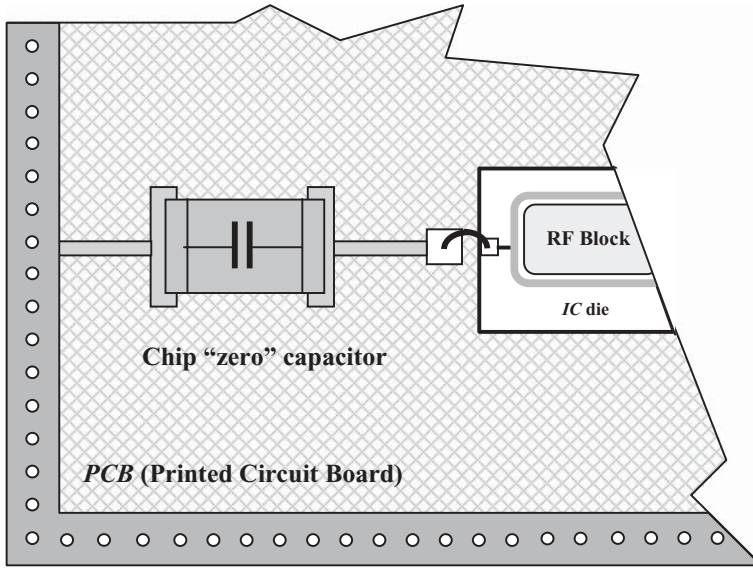 RF Block
IC die
Chip “zero” capacitor
PCB (Printed Circuit Board)